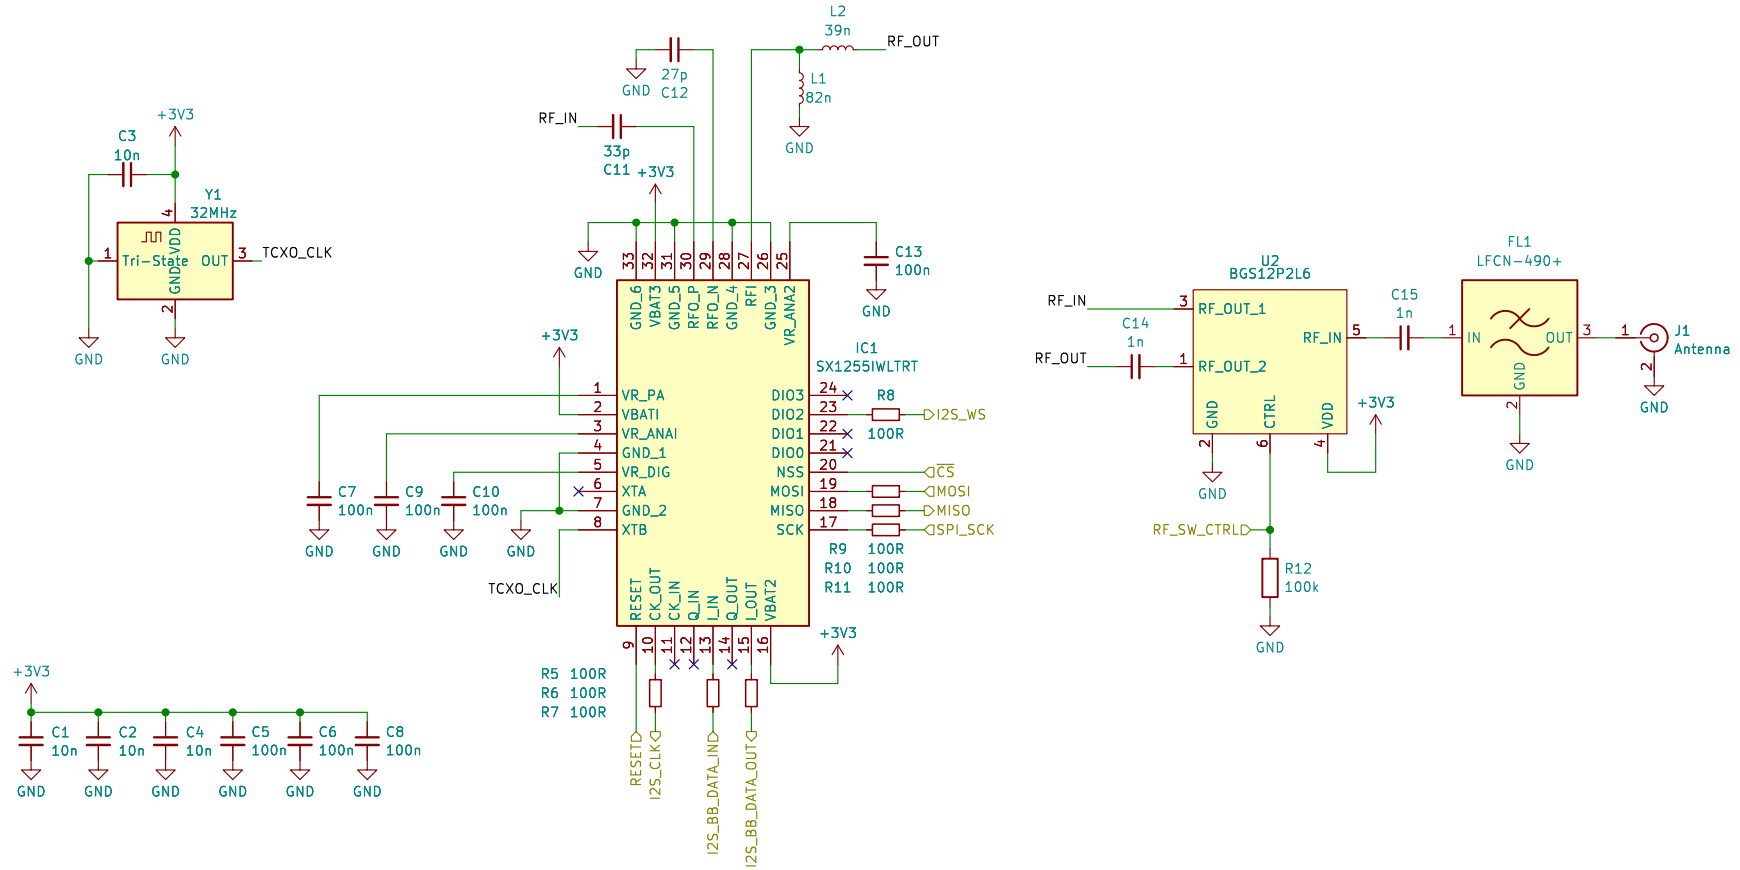 L2
39n
RF_OUT
L1
82n
GND
27p
C12
GND
RF_IN
33p
C11
+3V3
+3V3
C3
10n
Y1
32MHz
4
VDD
1
Tri-State
OUT
3
TCXO_CLK
GND
2
GND
GND
GND
33
32
31
30
29
28
27
26
25
GND_6
VBAT3
GND_5
RFO_P
RFO_N
GND_4
RFI
GND_3
VR_ANA2
C13
100n
GND
IC1
SX1255IWLTRT
+3V3
1
VR_PA
2
VBATI
3
VR_ANAI
4
GND_1
5
VR_DIG
6
XTA
7
GND_2
8
XTB
DIO3
24
DIO2
23
DIO1
22
DIO0
21
NSS
20
MOSI
19
MISO
18
SCK
17
R8
100R
I2S_WS
CS
MOSI
MISO
SPI_SCK
R9 100R
R10 100R
R11 100R
C7
100n
GND
C9
100n
GND
C10
100n
GND
GND
TCXO_CLK
RESET
CK_OUT
CK_IN
Q_IN
I_IN
Q_OUT
I_OUT
VBAT2
9
10
11
12
13
14
15
16
+3V3
R5 100R
R6 100R
R7 100R
RESET
I2S_CLK
I2S_BB_DATA_IN
I2S_BB_DATA_OUT
+3V3
C1
10n
GND
C2
10n
GND
C4
10n
GND
C5
100n
GND
C6
100n
GND
C8
100n
GND
U2
BGS12P2L6
RF_IN
3
RF_OUT_1
C14
1n
RF_OUT
1
RF_OUT_2
RF_IN
5
GND
CTRL
VDD
2
6
4
GND
+3V3
RF_SW_CTRL
R12
100k
GND
C15
1n
FL1
LFCN-490+
1
IN
OUT
3
GND
2
GND
1
J1
Antenna
2
GND